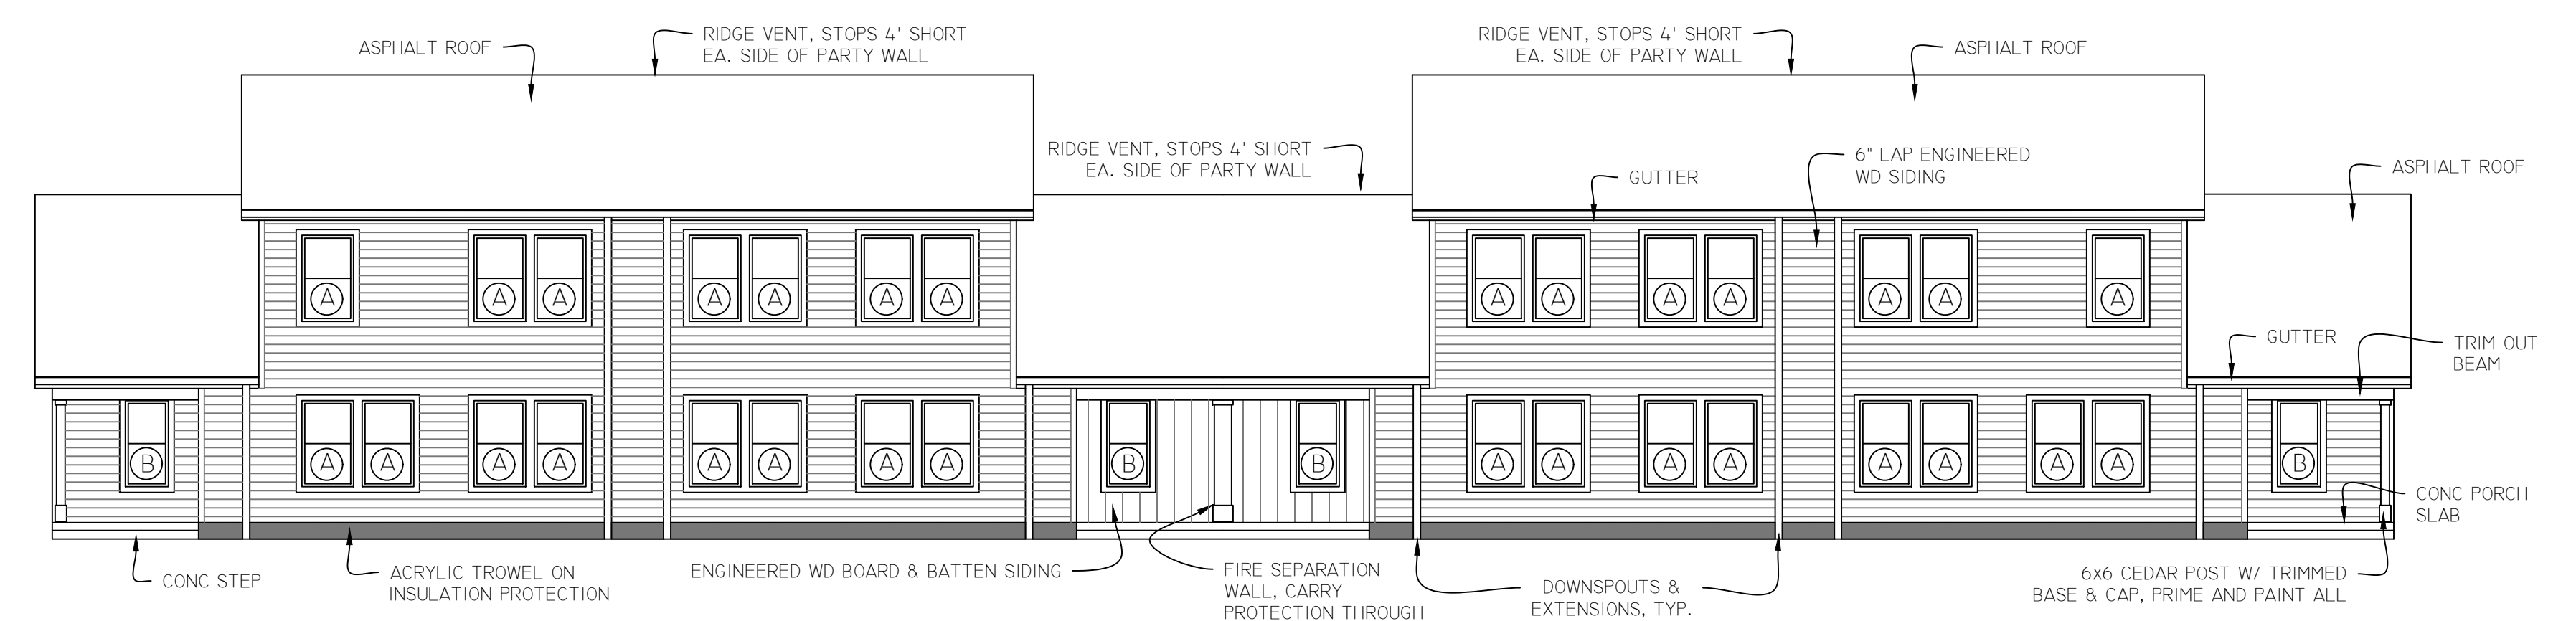 ASPHALT ROOF
RIDGE VENT, STOPS 4' SHORT
EA. SIDE OF PARTY WALL
RIDGE VENT, STOPS 4' SHORT
EA. SIDE OF PARTY WALL
ASPHALT ROOF
RIDGE VENT, STOPS 4' SHORT
EA. SIDE OF PARTY WALL
GUTTER
6" LAP ENGINEERED
WD SIDING
ASPHALT ROOF
A A A A A A A A A A A A A A
GUTTER
TRIM OUT
BEAM
B A A A A A A A A B B A A A A A A A A B
CONC PORCH
SLAB
CONC STEP
ACRYLIC TROWEL ON
INSULATION PROTECTION
ENGINEERED WD BOARD & BATTEN SIDING
FIRE SEPARATION
WALL, CARRY
PROTECTION THROUGH
DOWNSPOUTS &
EXTENSIONS, TYP.
6x6 CEDAR POST W/ TRIMMED
BASE & CAP, PRIME AND PAINT ALL